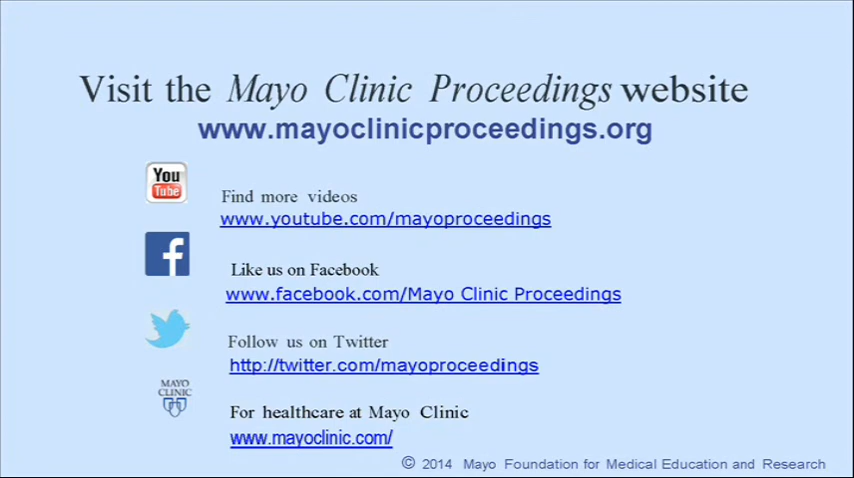 Visit the Mayo Clinic Proceedings website
www.mayoclinicproceedings.org
You
Tube
Find more videos
www.youtube.com/mayoproceedings
f
Like us on Facebook
www.facebook.com/Mayo Clinic Proceedings
Follow us on Twitter
http://twitter.com/mayoproceedings
MAYO
CLINIC
For healthcare at Mayo Clinic
www.mayoclinic.com/
© 2014 Mayo Foundation for Medical Education and Research